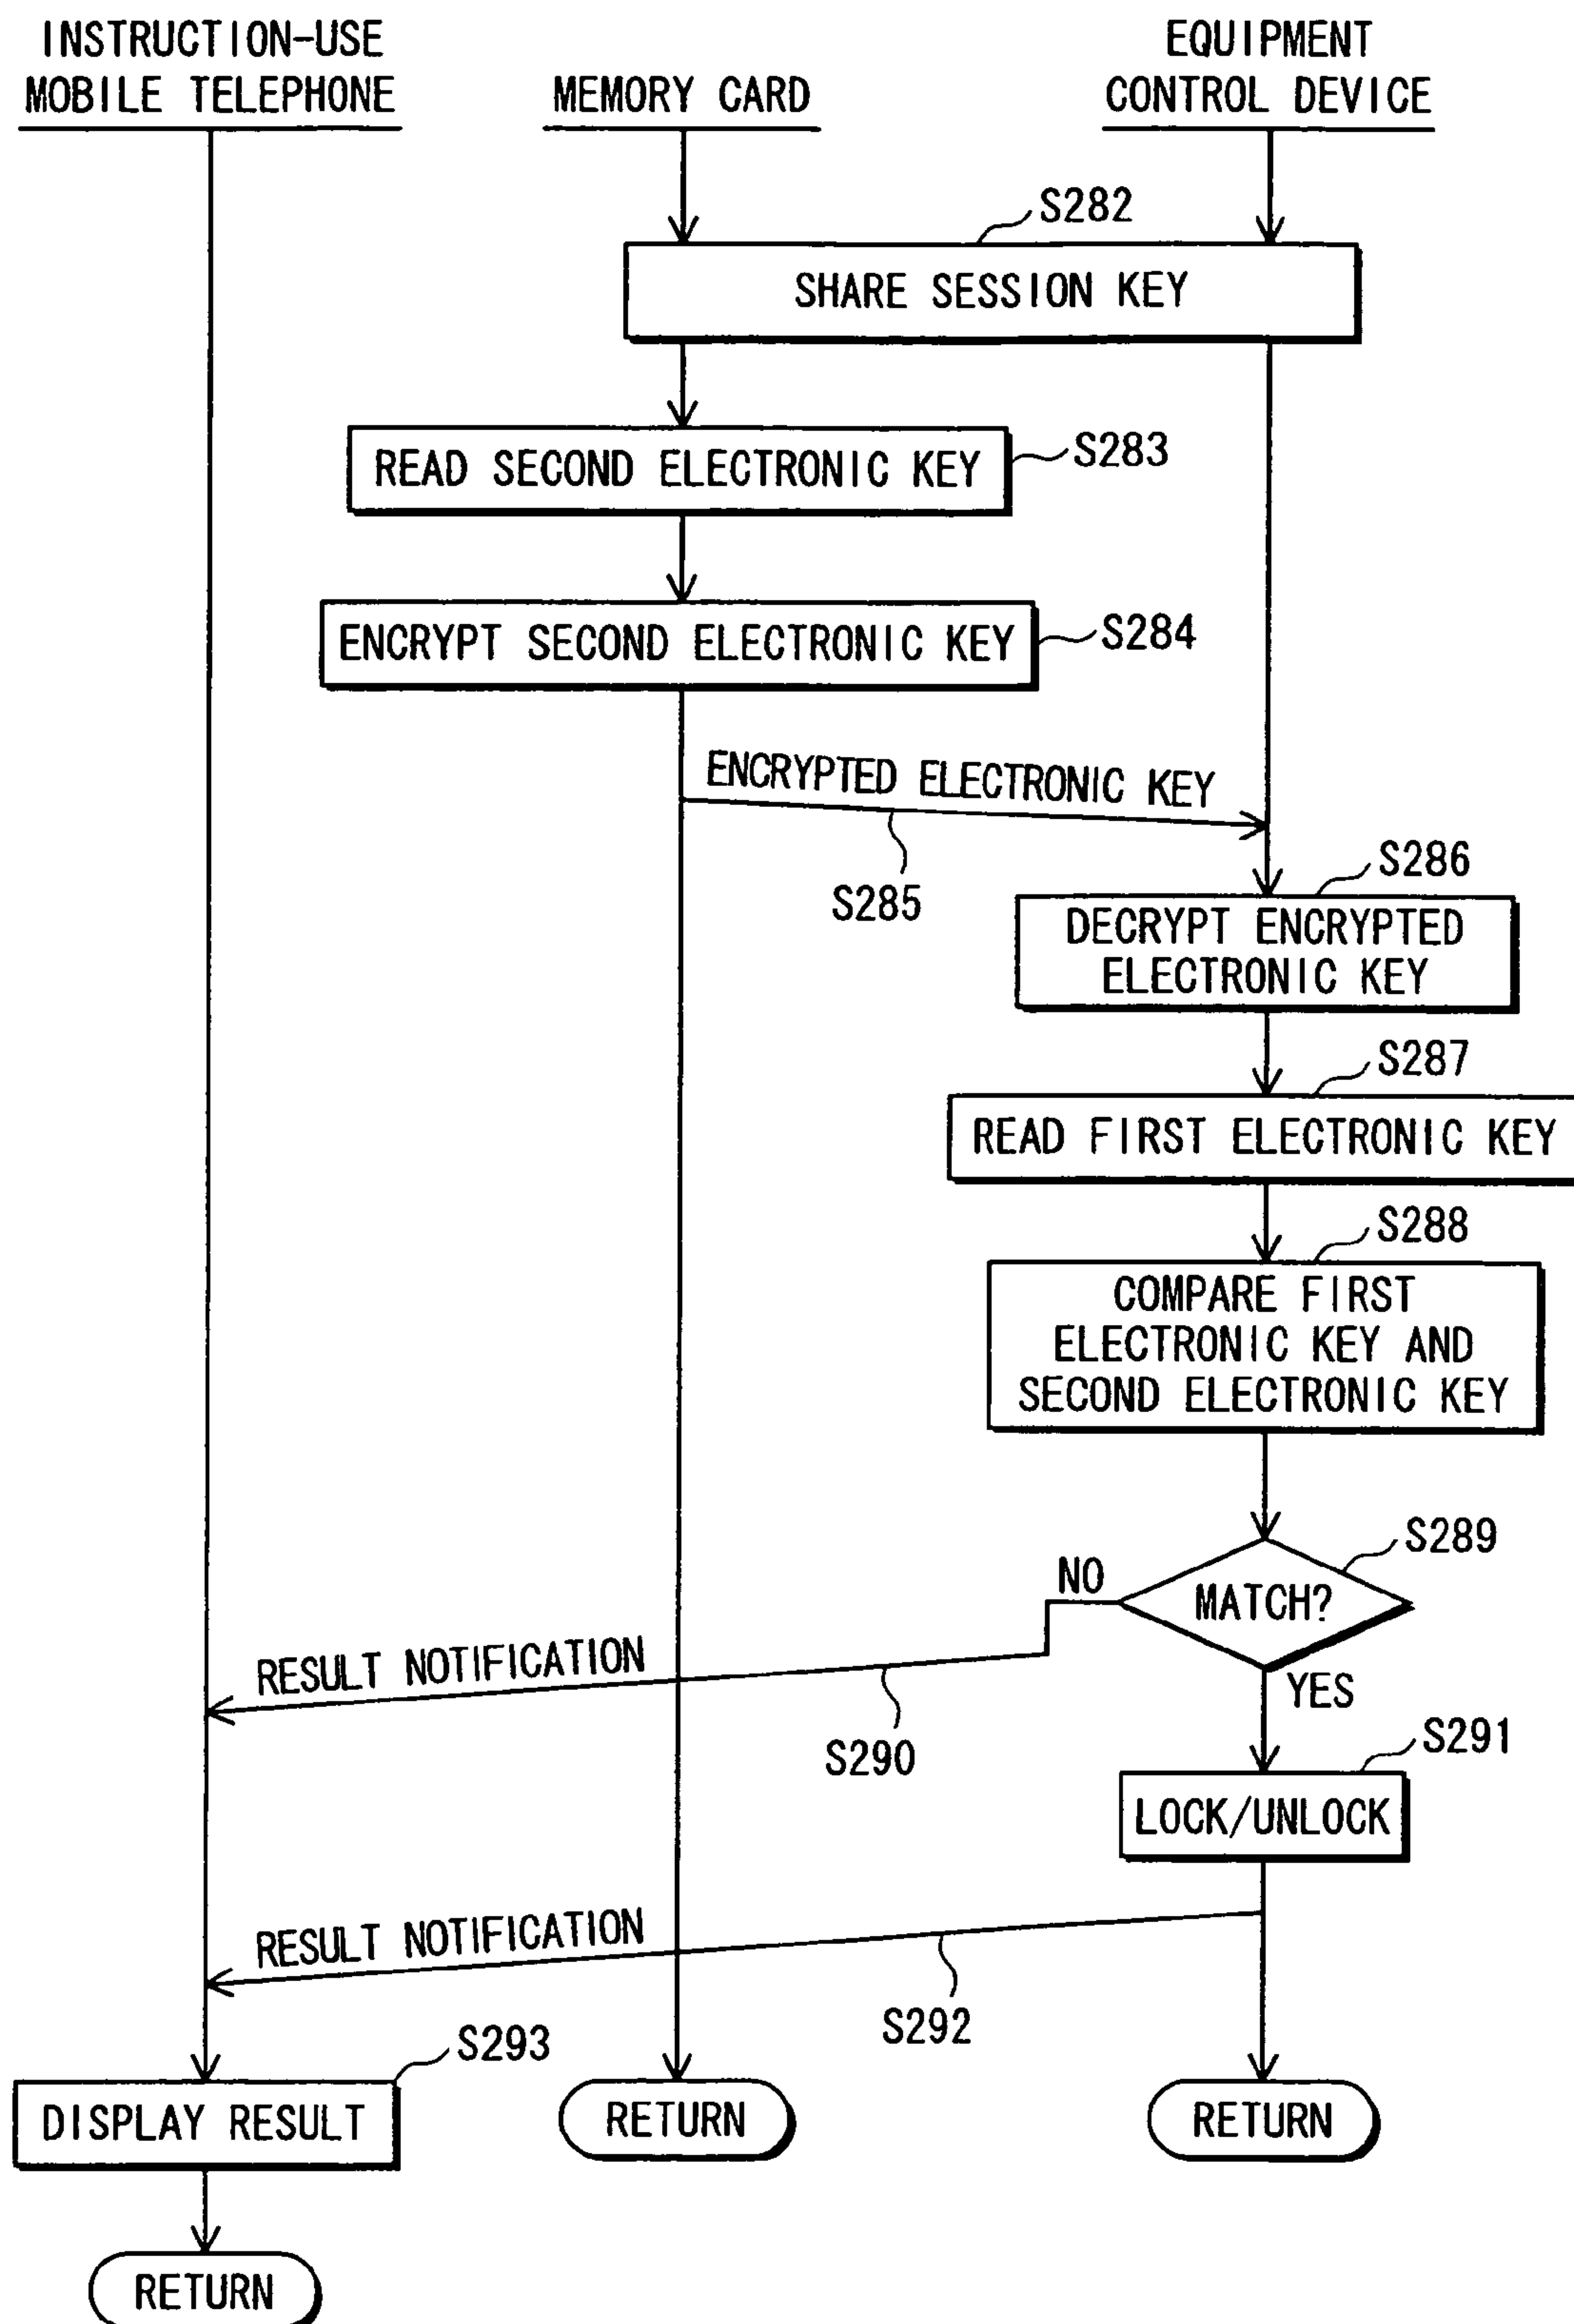 INSTRUCTION-USE
MOBILE TELEPHONE
MEMORY CARD
EQUIPMENT
CONTROL DEVICE
S282
SHARE SESSION KEY
READ SECOND ELECTRONIC KEY
S283
ENCRYPT SECOND ELECTRONIC KEY
S284
ENCRYPTED ELECTRONIC KEY
S285
S286
DECRYPT ENCRYPTED
ELECTRONIC KEY
S287
READ FIRST ELECTRONIC KEY
S288
COMPARE FIRST
ELECTRONIC KEY AND
SECOND ELECTRONIC KEY
S289
NO
MATCH?
RESULT NOTIFICATION
S290
YES
S291
LOCK/UNLOCK
RESULT NOTIFICATION
S292
S293
DISPLAY RESULT
RETURN
RETURN
RETURN